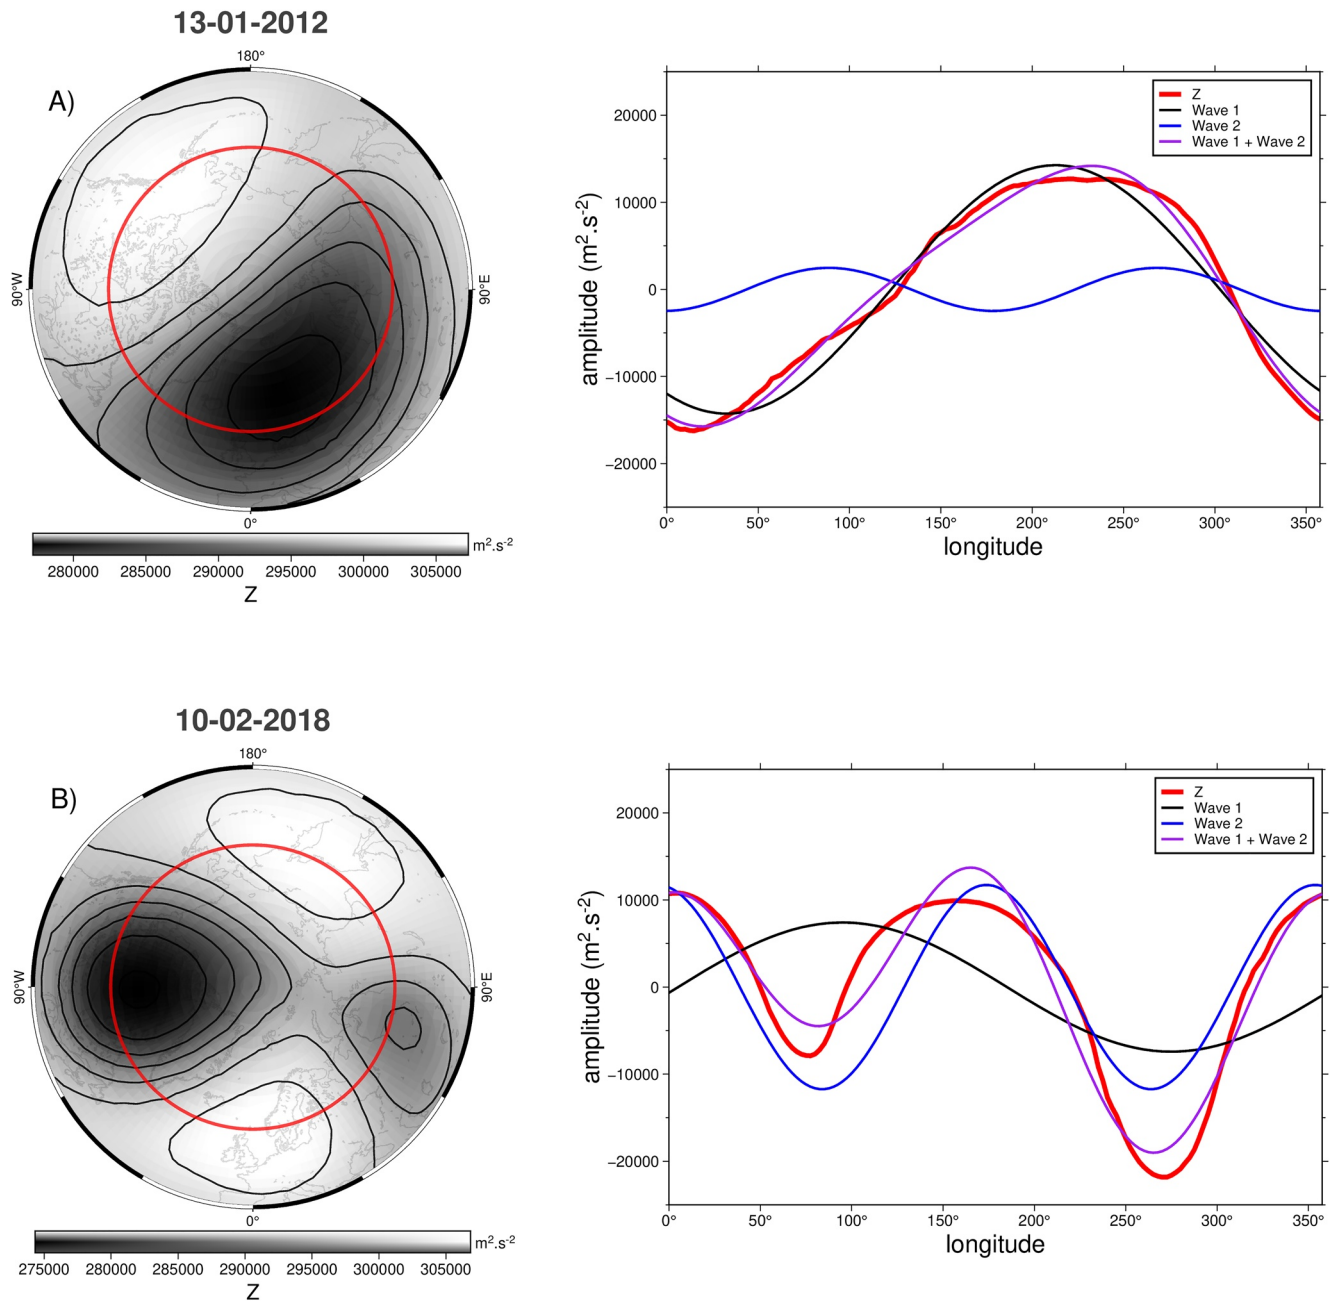 13-01-2012
A)
180°
90°W
90°E
0°
280000 285000 290000 295000 300000 305000
m².s⁻²
Z
20000
10000
0
−10000
−20000
amplitude (m².s⁻²)
0° 50° 100° 150° 200° 250° 300° 350°
longitude
Z
Wave 1
Wave 2
Wave 1 + Wave 2
10-02-2018
B)
180°
90°W
90°E
0°
275000 280000 285000 290000 295000 300000 305000
m².s⁻²
Z
20000
10000
0
−10000
−20000
amplitude (m².s⁻²)
0° 50° 100° 150° 200° 250° 300° 350°
longitude
Z
Wave 1
Wave 2
Wave 1 + Wave 2